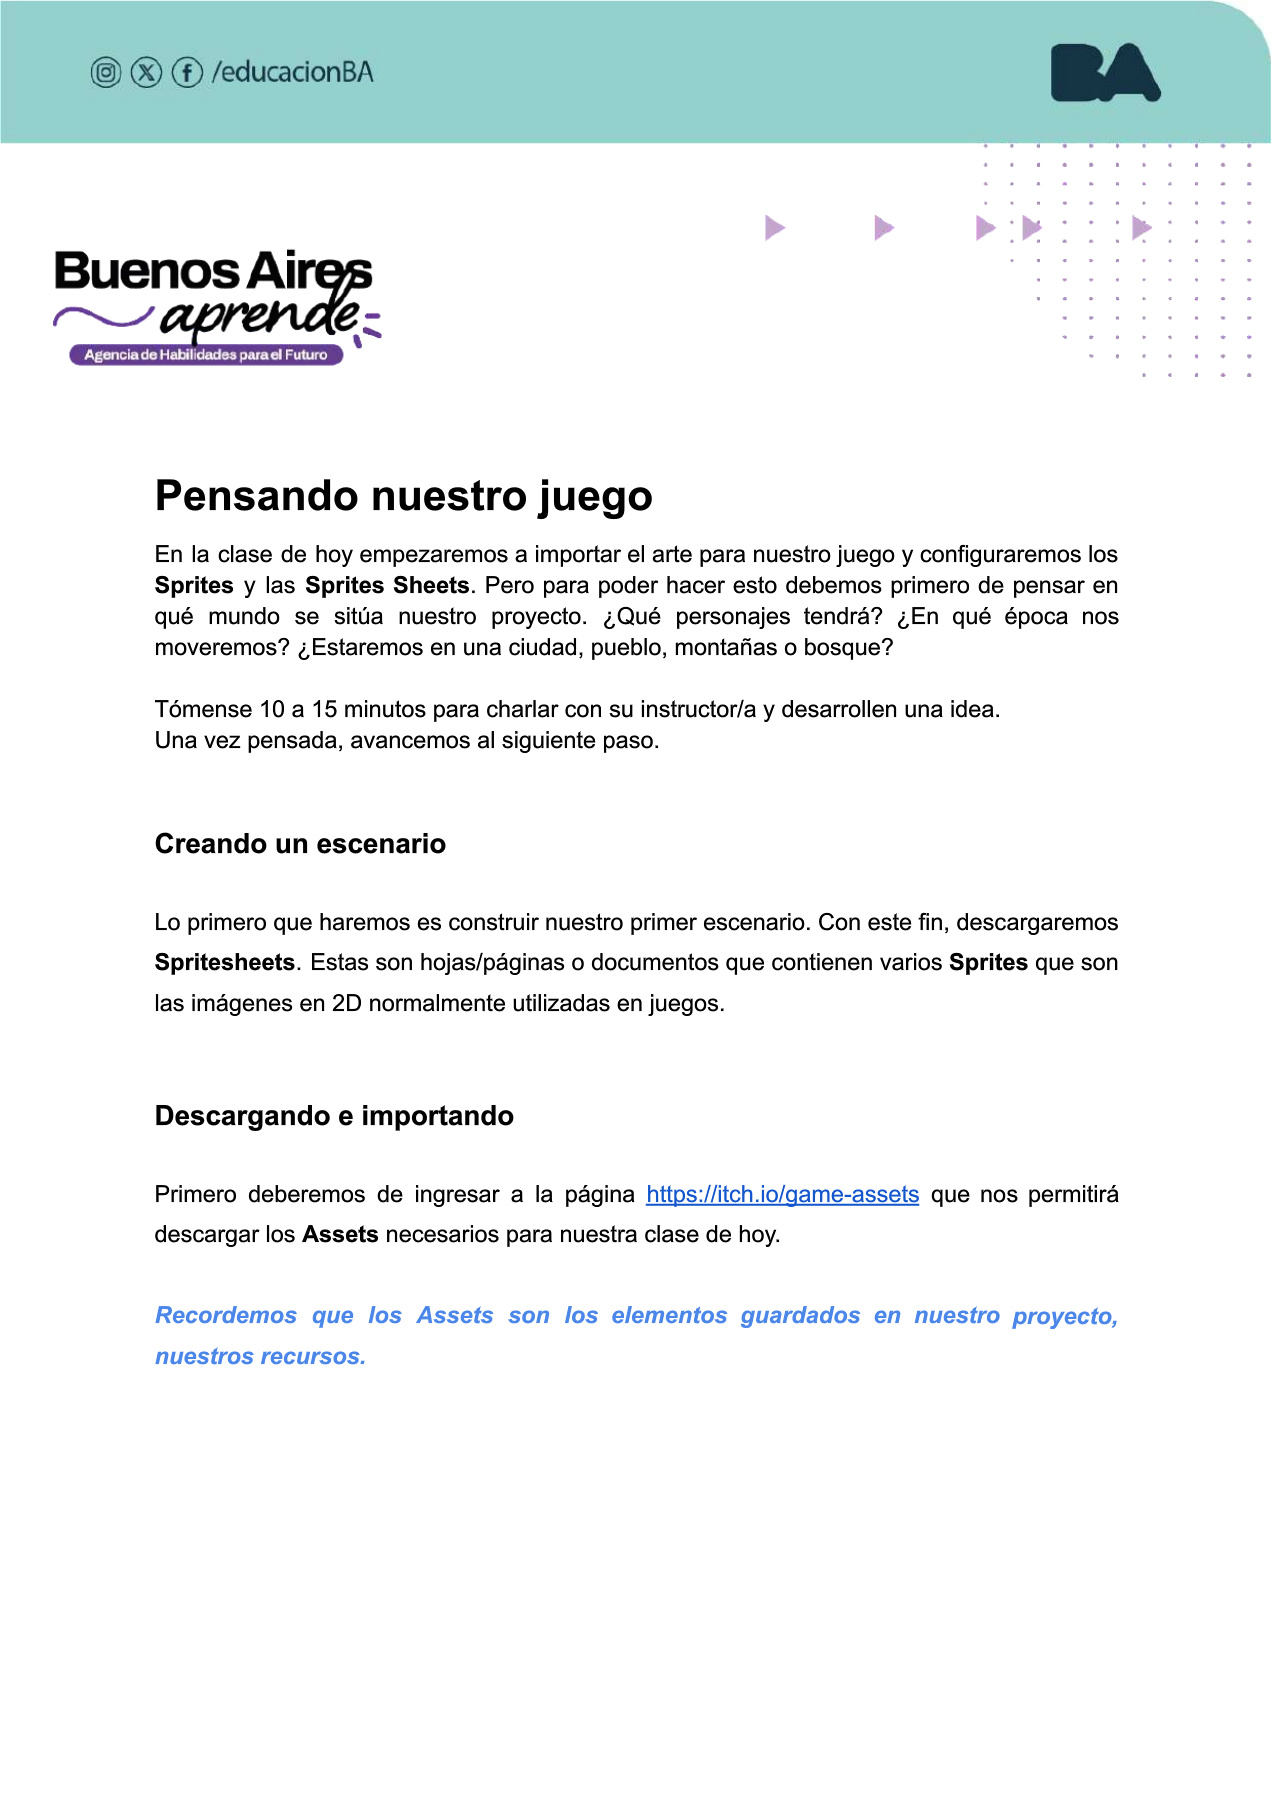 /educacionBA
BA
Buenos Aires
aprende
Agencia de Habilidades para el Futuro
Pensando nuestro juego
En la clase de hoy empezaremos a importar el arte para nuestro juego y configuraremos los
Sprites y las Sprites Sheets. Pero para poder hacer esto debemos primero de pensar en
qué mundo se sitúa nuestro proyecto. ¿Qué personajes tendrá? ¿En qué época nos
moveremos? ¿Estaremos en una ciudad, pueblo, montañas o bosque?
Tómense 10 a 15 minutos para charlar con su instructor/a y desarrollen una idea.
Una vez pensada, avancemos al siguiente paso.
Creando un escenario
Lo primero que haremos es construir nuestro primer escenario. Con este fin, descargaremos
Spritesheets. Estas son hojas/páginas o documentos que contienen varios Sprites que son
las imágenes en 2D normalmente utilizadas en juegos.
Descargando e importando
Primero deberemos de ingresar a la página https://itch.io/game-assets que nos permitirá
descargar los Assets necesarios para nuestra clase de hoy.
Recordemos que los Assets son los elementos guardados en nuestro proyecto,
nuestros recursos.